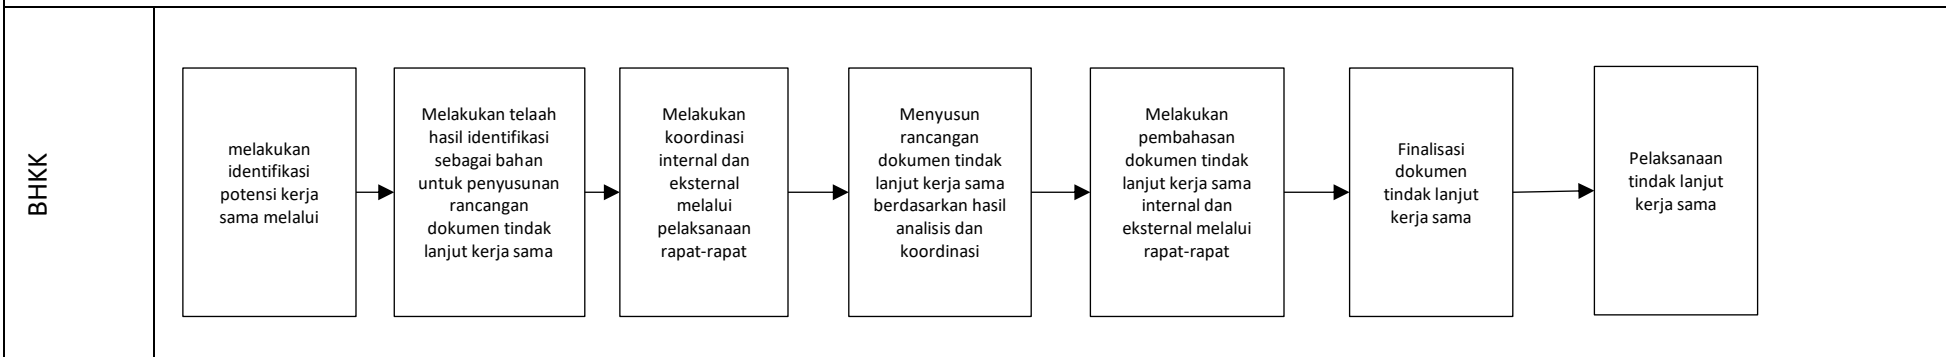 BHKK
melakukan
identifikasi
potensi kerja
sama melalui
Melakukan telaah
hasil identifikasi
sebagai bahan
untuk penyusunan
rancangan
dokumen tindak
lanjut kerja sama
Melakukan
koordinasi
internal dan
eksternal
melalui
pelaksanaan
rapat-rapat
Menyusun
rancangan
dokumen tindak
lanjut kerja sama
berdasarkan hasil
analisis dan
koordinasi
Melakukan
pembahasan
dokumen tindak
lanjut kerja sama
internal dan
eksternal melalui
rapat-rapat
Finalisasi
dokumen
tindak lanjut
kerja sama
Pelaksanaan
tindak lanjut
kerja sama